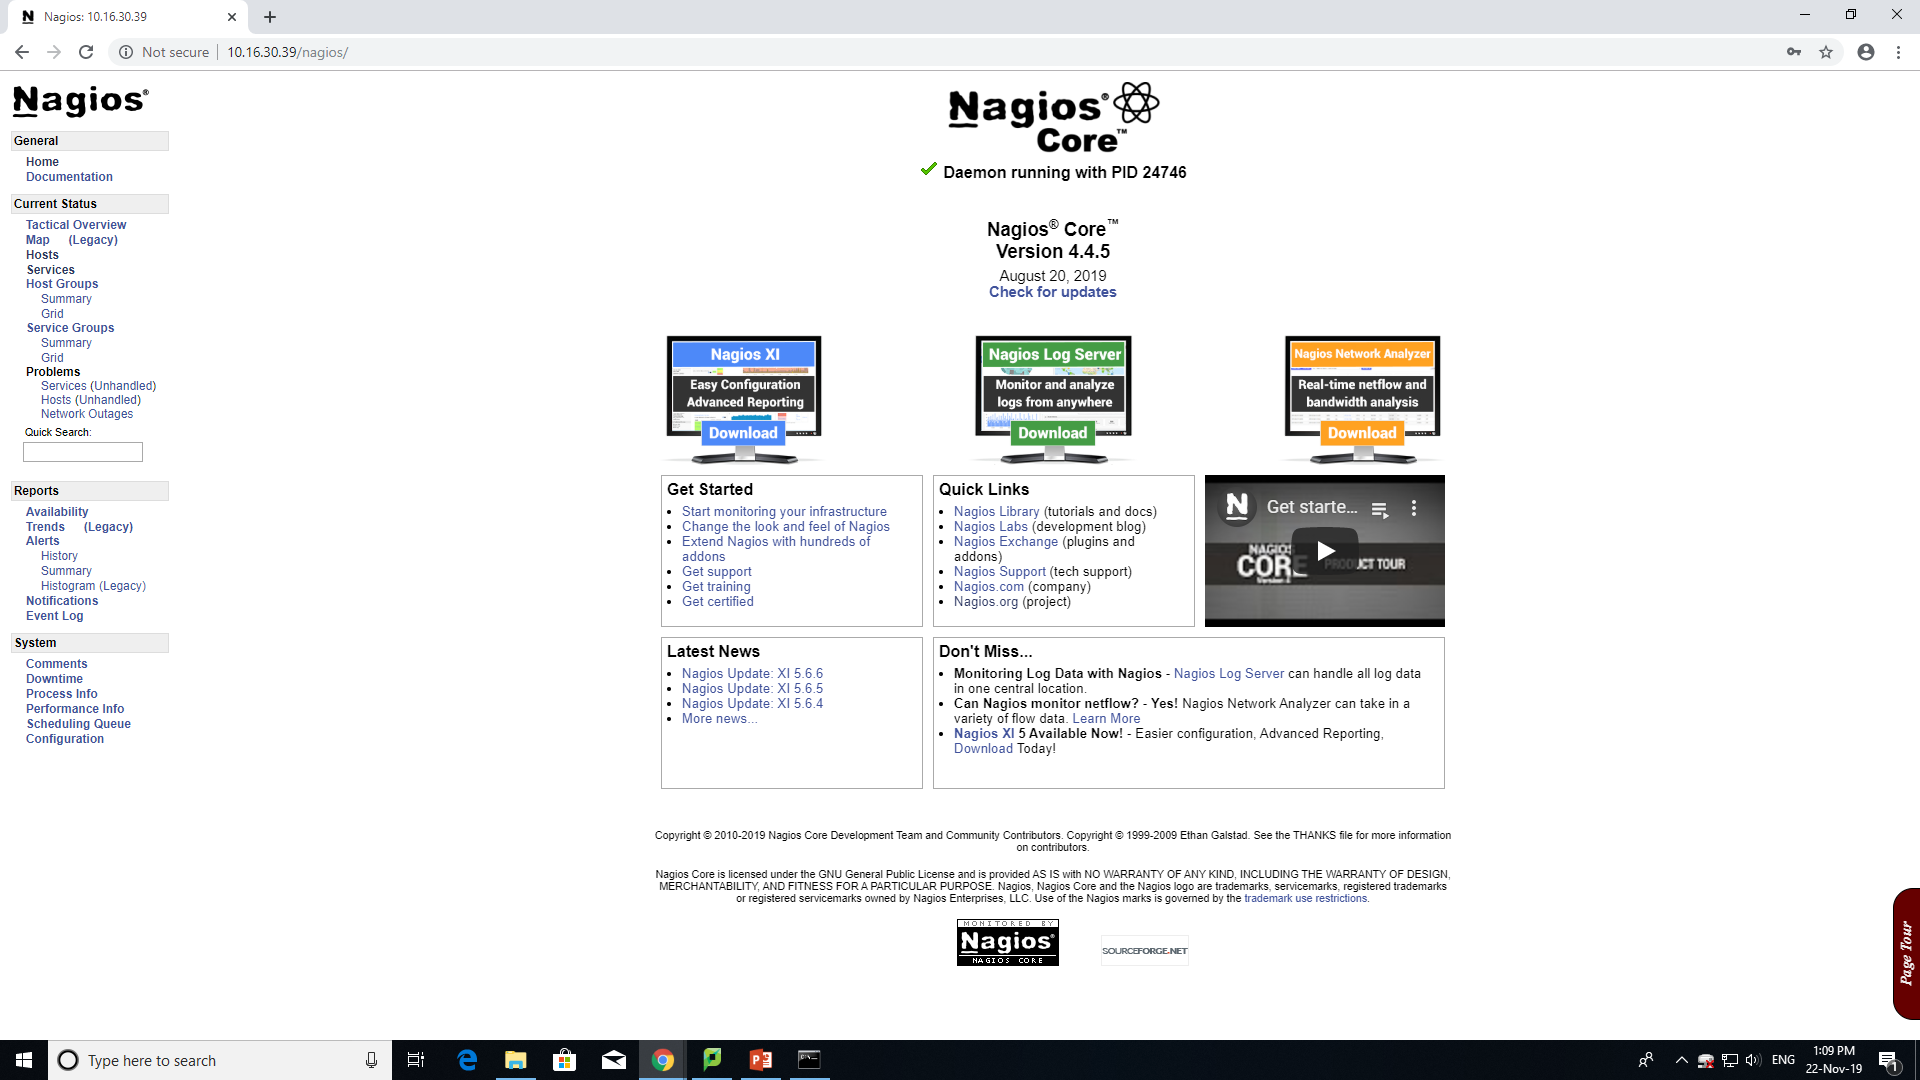 Nagios: 10.16.30.39
Not secure
10.16.30.39/nagios/
Nagios®
General
Home
Documentation
Current Status
Tactical Overview
Map (Legacy)
Hosts
Services
Host Groups
Summary
Grid
Service Groups
Summary
Grid
Problems
Services (Unhandled)
Hosts (Unhandled)
Network Outages
Quick Search:
Reports
Availability
Trends (Legacy)
Alerts
History
Summary
Histogram (Legacy)
Notifications
Event Log
System
Comments
Downtime
Process Info
Performance Info
Scheduling Queue
Configuration
Nagios®
Core™
Daemon running with PID 24746
Nagios® Core™
Version 4.4.5
August 20, 2019
Check for updates
Nagios XI
Easy Configuration
Advanced Reporting
Download
Nagios Log Server
Monitor and analyze
logs from anywhere
Download
Nagios Network Analyzer
Real-time netflow and
bandwidth analysis
Download
Get Started
Start monitoring your infrastructure
Change the look and feel of Nagios
Extend Nagios with hundreds of
addons
Get support
Get training
Get certified
Quick Links
Nagios Library (tutorials and docs)
Nagios Labs (development blog)
Nagios Exchange (plugins and
addons)
Nagios Support (tech support)
Nagios.com (company)
Nagios.org (project)
N
Get starte...
NAGIOS
CORE
PRODUCT TOUR
Latest News
Nagios Update: XI 5.6.6
Nagios Update: XI 5.6.5
Nagios Update: XI 5.6.4
More news...
Don't Miss...
Monitoring Log Data with Nagios - Nagios Log Server can handle all log data
in one central location.
Can Nagios monitor netflow? - Yes! Nagios Network Analyzer can take in a
variety of flow data. Learn More
Nagios XI 5 Available Now! - Easier configuration, Advanced Reporting,
Download Today!
Copyright © 2010-2019 Nagios Core Development Team and Community Contributors. Copyright © 1999-2009 Ethan Galstad. See the THANKS file for more information
on contributors.
Nagios Core is licensed under the GNU General Public License and is provided AS IS with NO WARRANTY OF ANY KIND, INCLUDING THE WARRANTY OF DESIGN,
MERCHANTABILITY, AND FITNESS FOR A PARTICULAR PURPOSE. Nagios, Nagios Core and the Nagios logo are trademarks, servicemarks, registered trademarks
or registered servicemarks owned by Nagios Enterprises, LLC. Use of the Nagios marks is governed by the trademark use restrictions.
MONITORED BY
Nagios®
NAGIOS CORE
SOURCEFORGE.NET
Page Tour
Type here to search
ENG
1:09 PM
22-Nov-19
1